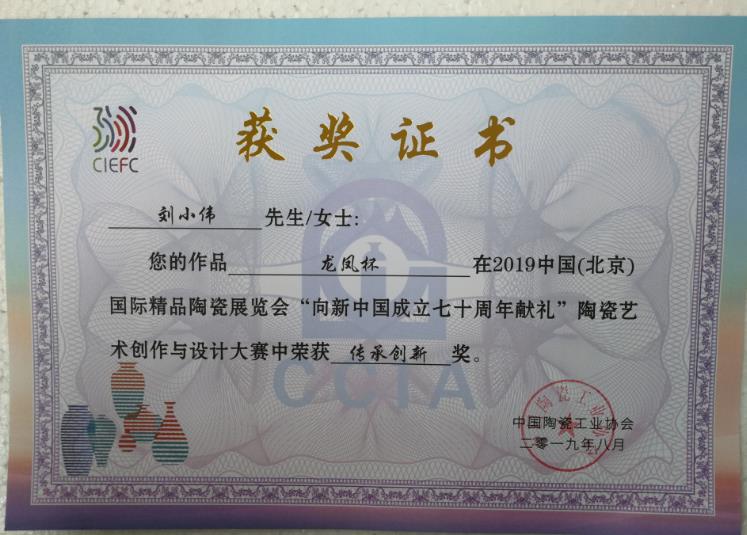 CIEFC
获奖证书
刘小伟 先生/女士:
您的作品 龙凤杯 在2019中国(北京)
国际精品陶瓷展览会“向新中国成立七十周年献礼”陶瓷艺
术创作与设计大赛中荣获 传承创新 奖。
CCIA
中国陶瓷工业协会
二零一九年八月